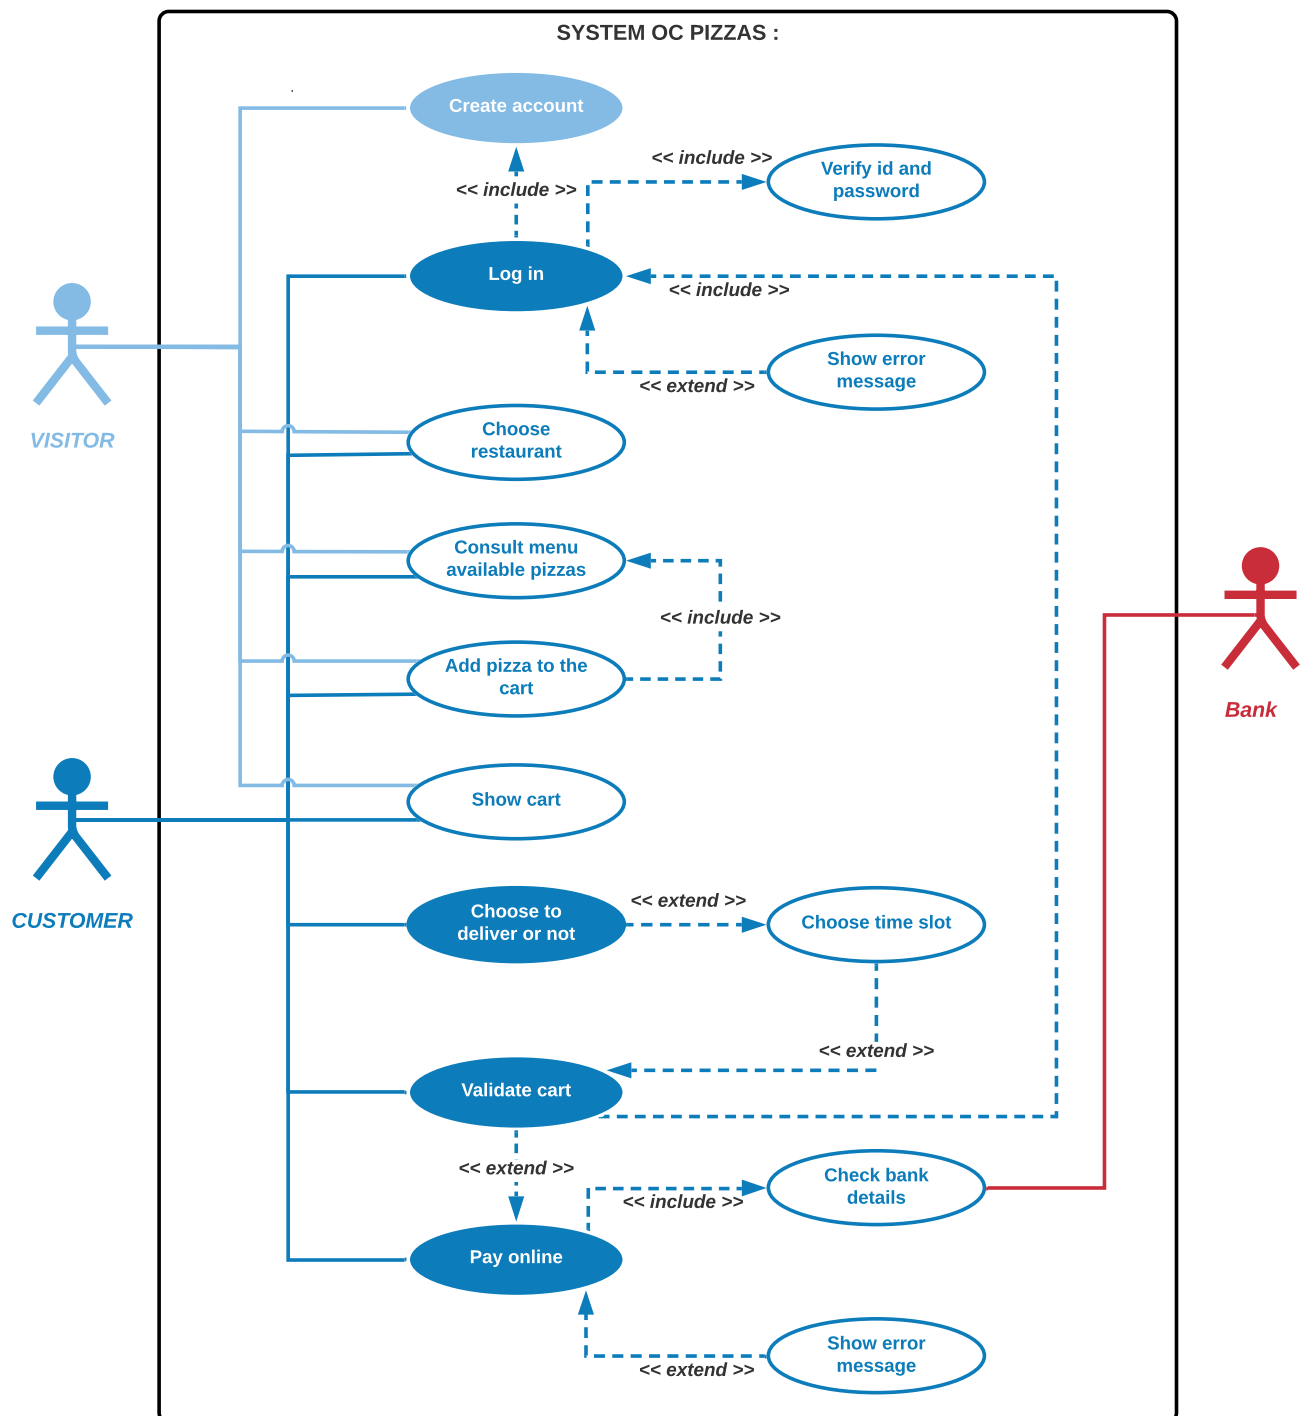 SYSTEM OC PIZZAS :
Create account
<< include >>
Verify id and
password
<< include >>
Log in
<< include >>
Show error
message
<< extend >>
VISITOR
Choose
restaurant
Consult menu
available pizzas
<< include >>
Add pizza to the
cart
Bank
Show cart
CUSTOMER
Choose to
deliver or not
<< extend >>
Choose time slot
<< extend >>
Validate cart
<< extend >>
Check bank
details
<< include >>
Pay online
Show error
message
<< extend >>